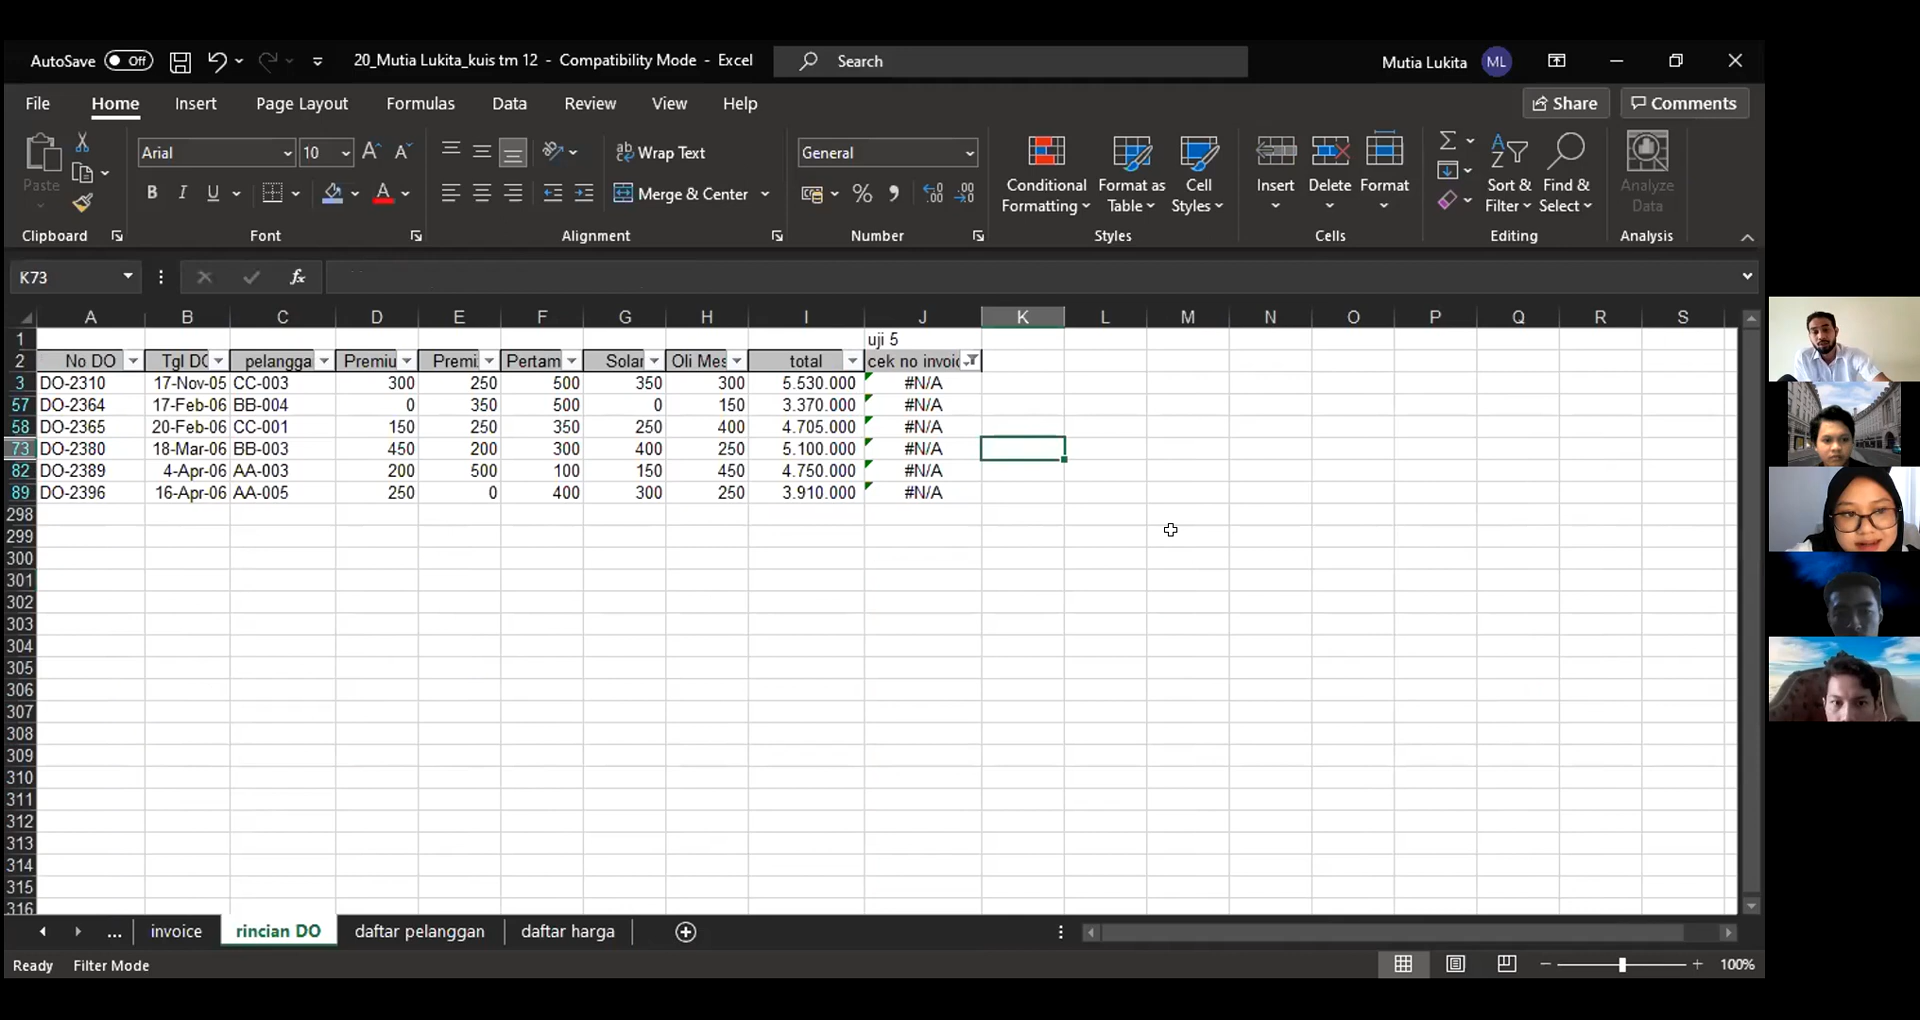 AutoSave Off 20_Mutia Lukita_kuis tm 12 - Compatibility Mode - Excel Search Mutia Lukita ML
File Home Insert Page Layout Formulas Data Review View Help Share Comments
Arial 10 Wrap Text General
Paste B I U Merge & Center % Conditional Formatting Format as Table Cell Styles Insert Delete Format Sort & Filter Find & Select Analyze Data
Clipboard Font Alignment Number Styles Cells Editing Analysis
K73 fx
A B C D E F G H I J K L M N O P Q R S
1 uji 5
2 No DO Tgl DO pelangga Premiu Premi Pertam Solar Oli Mes total cek no invoic
3 DO-2310 17-Nov-05 CC-003 300 250 500 350 300 5.530.000 #N/A
57 DO-2364 17-Feb-06 BB-004 0 350 500 0 150 3.370.000 #N/A
58 DO-2365 20-Feb-06 CC-001 150 250 350 250 400 4.705.000 #N/A
73 DO-2380 18-Mar-06 BB-003 450 200 300 400 250 5.100.000 #N/A
82 DO-2389 4-Apr-06 AA-003 200 500 100 150 450 4.750.000 #N/A
89 DO-2396 16-Apr-06 AA-005 250 0 400 300 250 3.910.000 #N/A
298
299
300
301
302
303
304
305
306
307
308
309
310
311
312
313
314
315
316
... invoice rincian DO daftar pelanggan daftar harga
Ready Filter Mode 100%